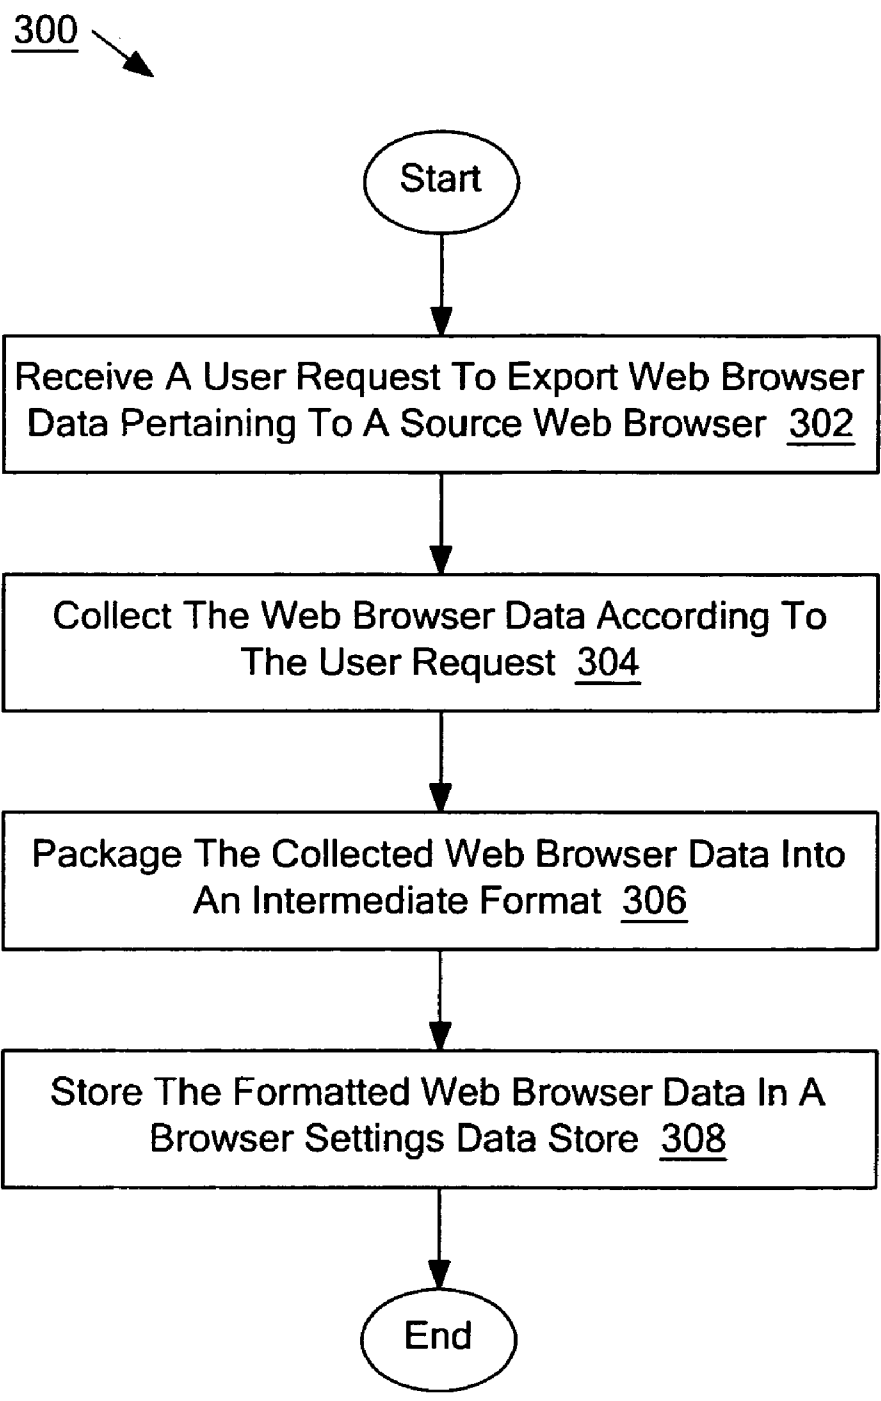 300
Start
Receive A User Request To Export Web Browser
Data Pertaining To A Source Web Browser 302
Collect The Web Browser Data According To
The User Request 304
Package The Collected Web Browser Data Into
An Intermediate Format 306
Store The Formatted Web Browser Data In A
Browser Settings Data Store 308
End